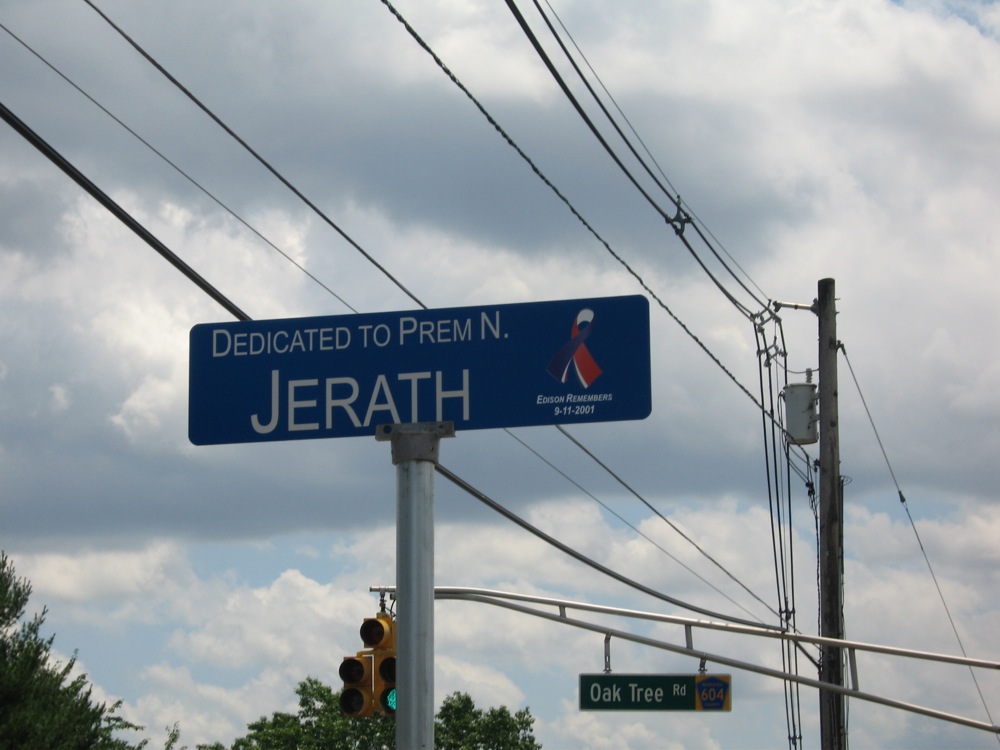 DEDICATED TO PREM N.
JERATH
EDISON REMEMBERS
9-11-2001
Oak Tree Rd
604